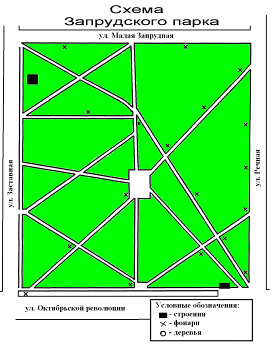 Схема
Запрудского парка
ул. Малая Запрудная
ул. Заставная
ул. Речная
ул. Октябрьской революции
Условные обозначения:
- строения
- фонари
- деревья